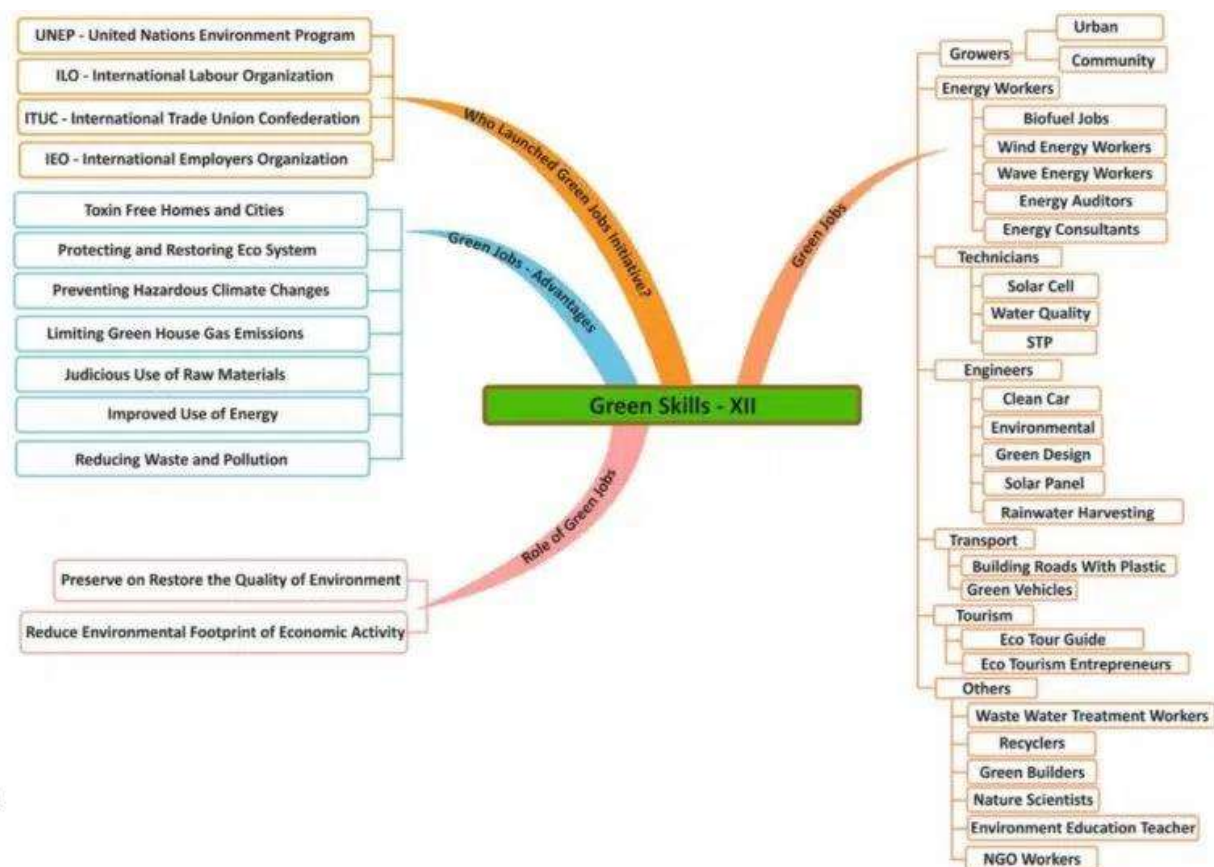 UNEP - United Nations Environment Program
ILO - International Labour Organization
ITUC - International Trade Union Confederation
IEO - International Employers Organization
Who Launched Green Jobs Initiative?
Toxin Free Homes and Cities
Protecting and Restoring Eco System
Preventing Hazardous Climate Changes
Limiting Green House Gas Emissions
Judicious Use of Raw Materials
Improved Use of Energy
Reducing Waste and Pollution
Green Jobs - Advantages
Green Skills - XII
Preserve on Restore the Quality of Environment
Reduce Environmental Footprint of Economic Activity
Role of Green Jobs
Green Jobs
Growers
Urban
Community
Energy Workers
Biofuel Jobs
Wind Energy Workers
Wave Energy Workers
Energy Auditors
Energy Consultants
Technicians
Solar Cell
Water Quality
STP
Engineers
Clean Car
Environmental
Green Design
Solar Panel
Rainwater Harvesting
Transport
Building Roads With Plastic
Green Vehicles
Tourism
Eco Tour Guide
Eco Tourism Entrepreneurs
Others
Waste Water Treatment Workers
Recyclers
Green Builders
Nature Scientists
Environment Education Teacher
NGO Workers